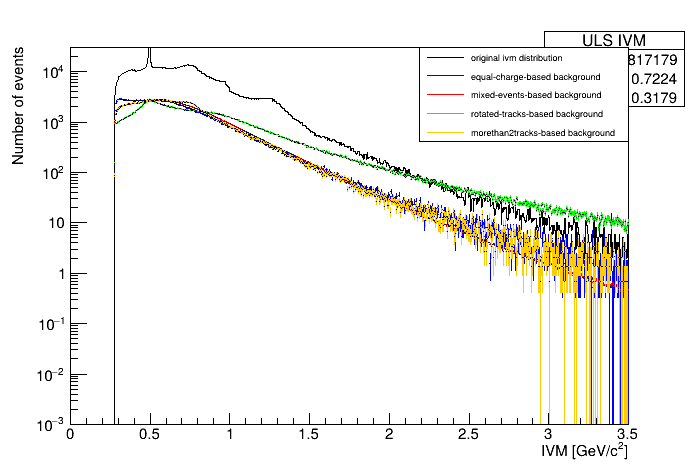 ULS IVM
817179
0.7224
0.3179
original ivm distribution
equal-charge-based background
mixed-events-based background
rotated-tracks-based background
morethan2tracks-based background
Number of events
10⁴
10³
10²
10
1
10⁻¹
10⁻²
10⁻³
0 0.5 1 1.5 2 2.5 3 3.5
IVM [GeV/c²]